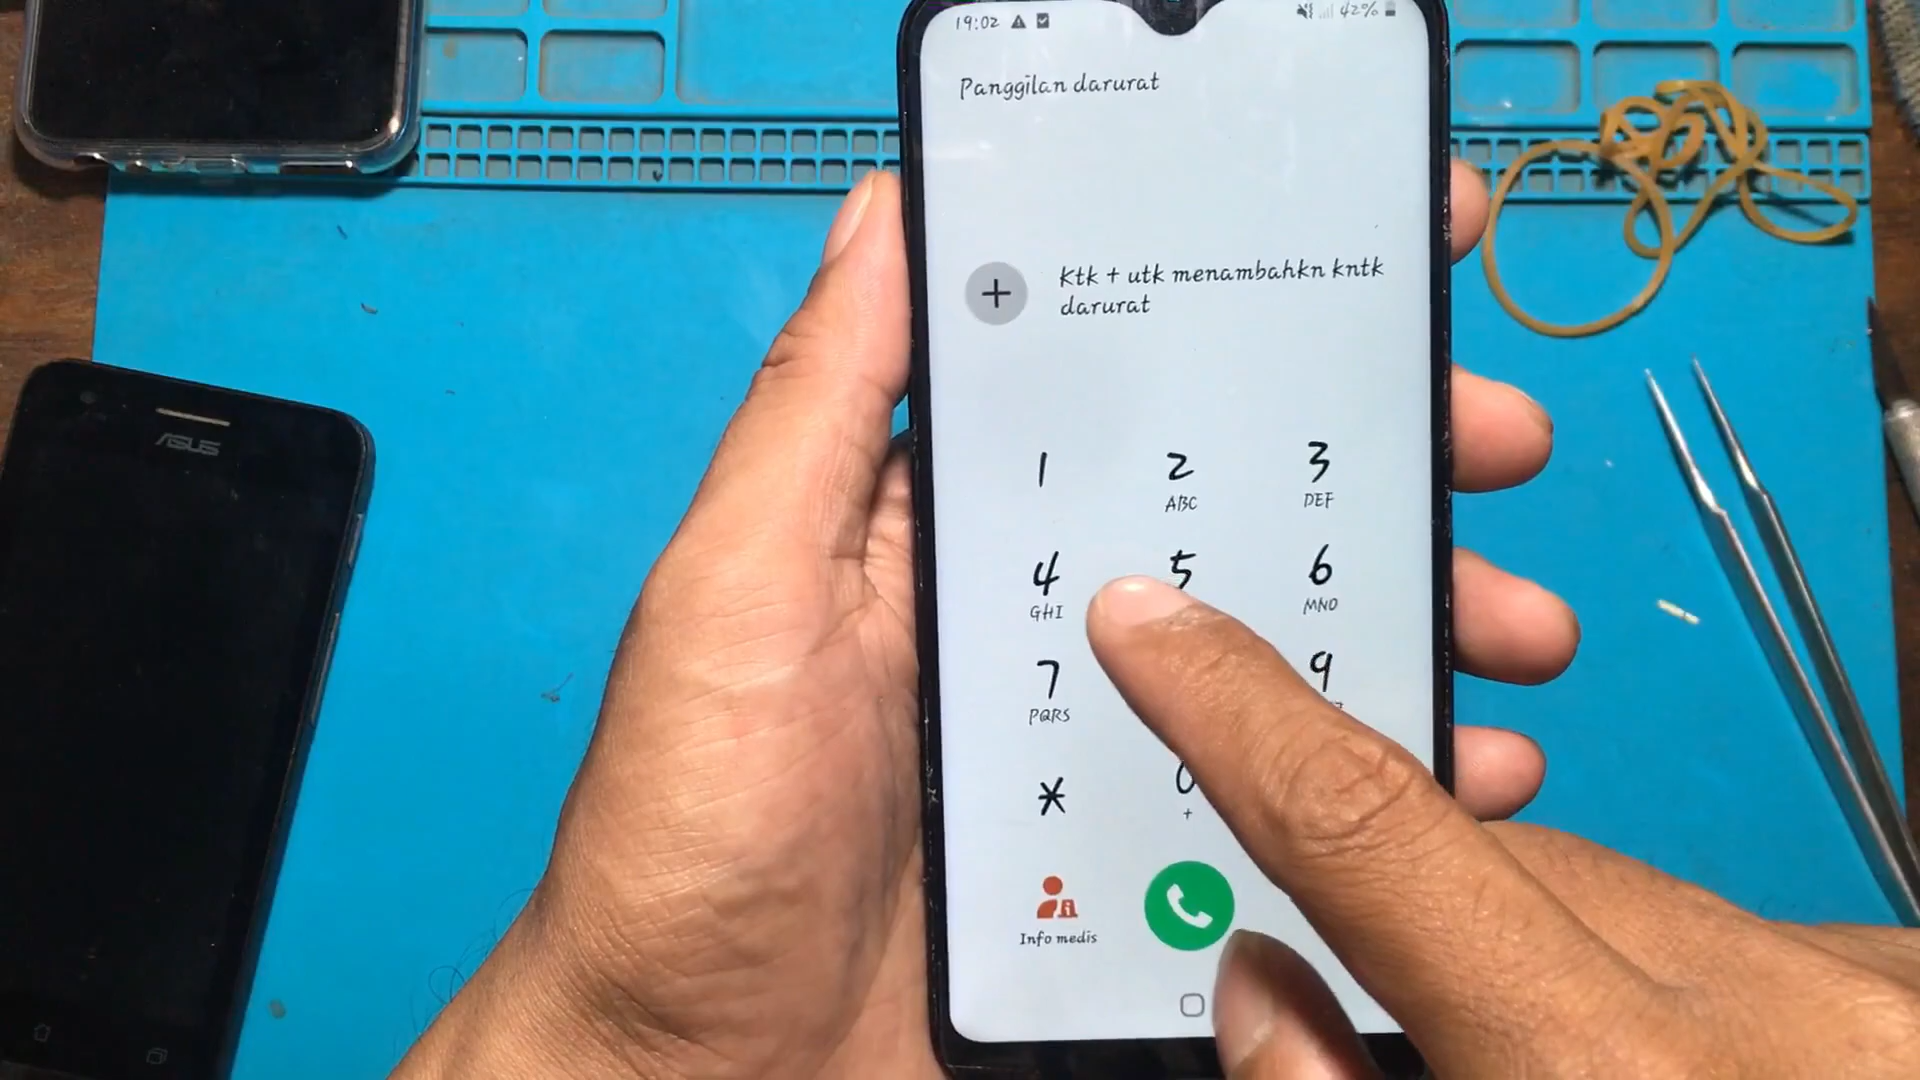 19:02
42%
Panggilan darurat
Ktk + utk menambahkn kntk
darurat
ASUS
1
2
3
ABC
DEF
4
5
6
GHI
MNO
7
9
PQRS
*
0
+
Info medis